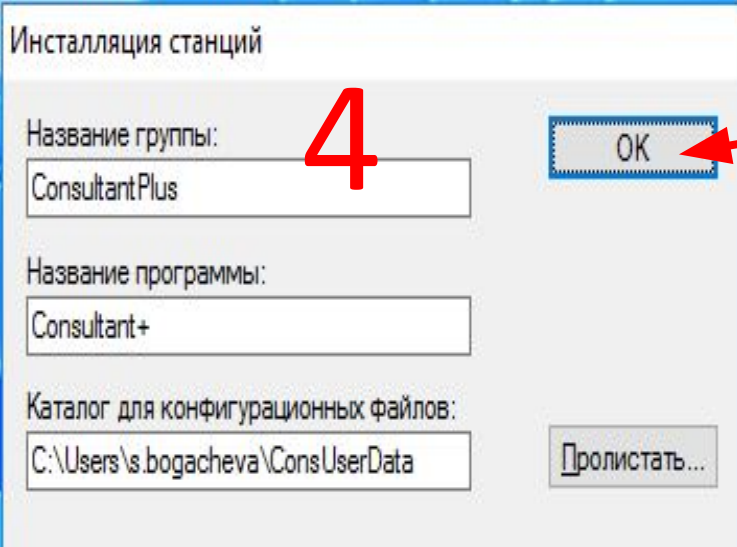 Инсталляция станций
Название группы:
4
ConsultantPlus
OK
Название программы:
Consultant+
Каталог для конфигурационных файлов:
C:\Users\s.bogacheva\ConsUserData
Пролистать...